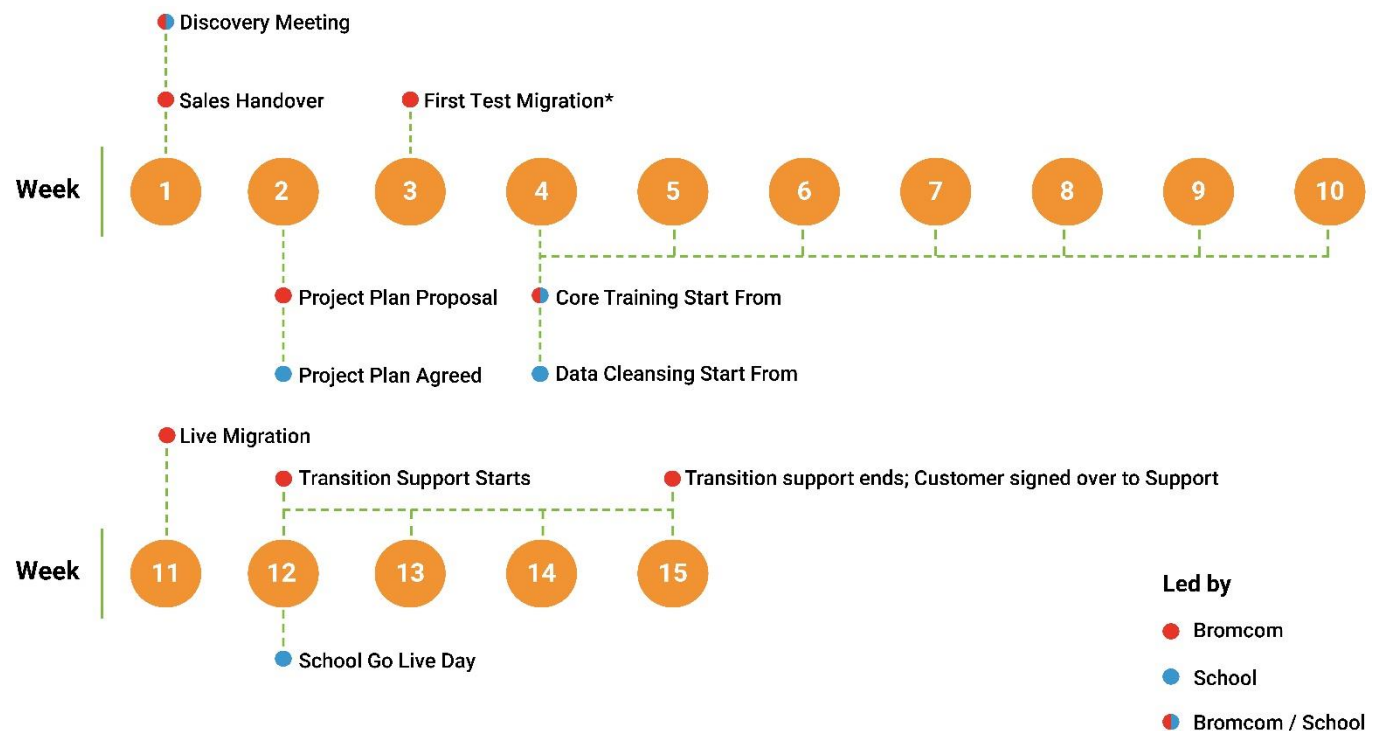 Discovery Meeting
Sales Handover
First Test Migration*
Week
1
2
3
4
5
6
7
8
9
10
Project Plan Proposal
Core Training Start From
Project Plan Agreed
Data Cleansing Start From
Live Migration
Transition Support Starts
Transition support ends; Customer signed over to Support
Week
11
12
13
14
15
School Go Live Day
Led by
Bromcom
School
Bromcom / School